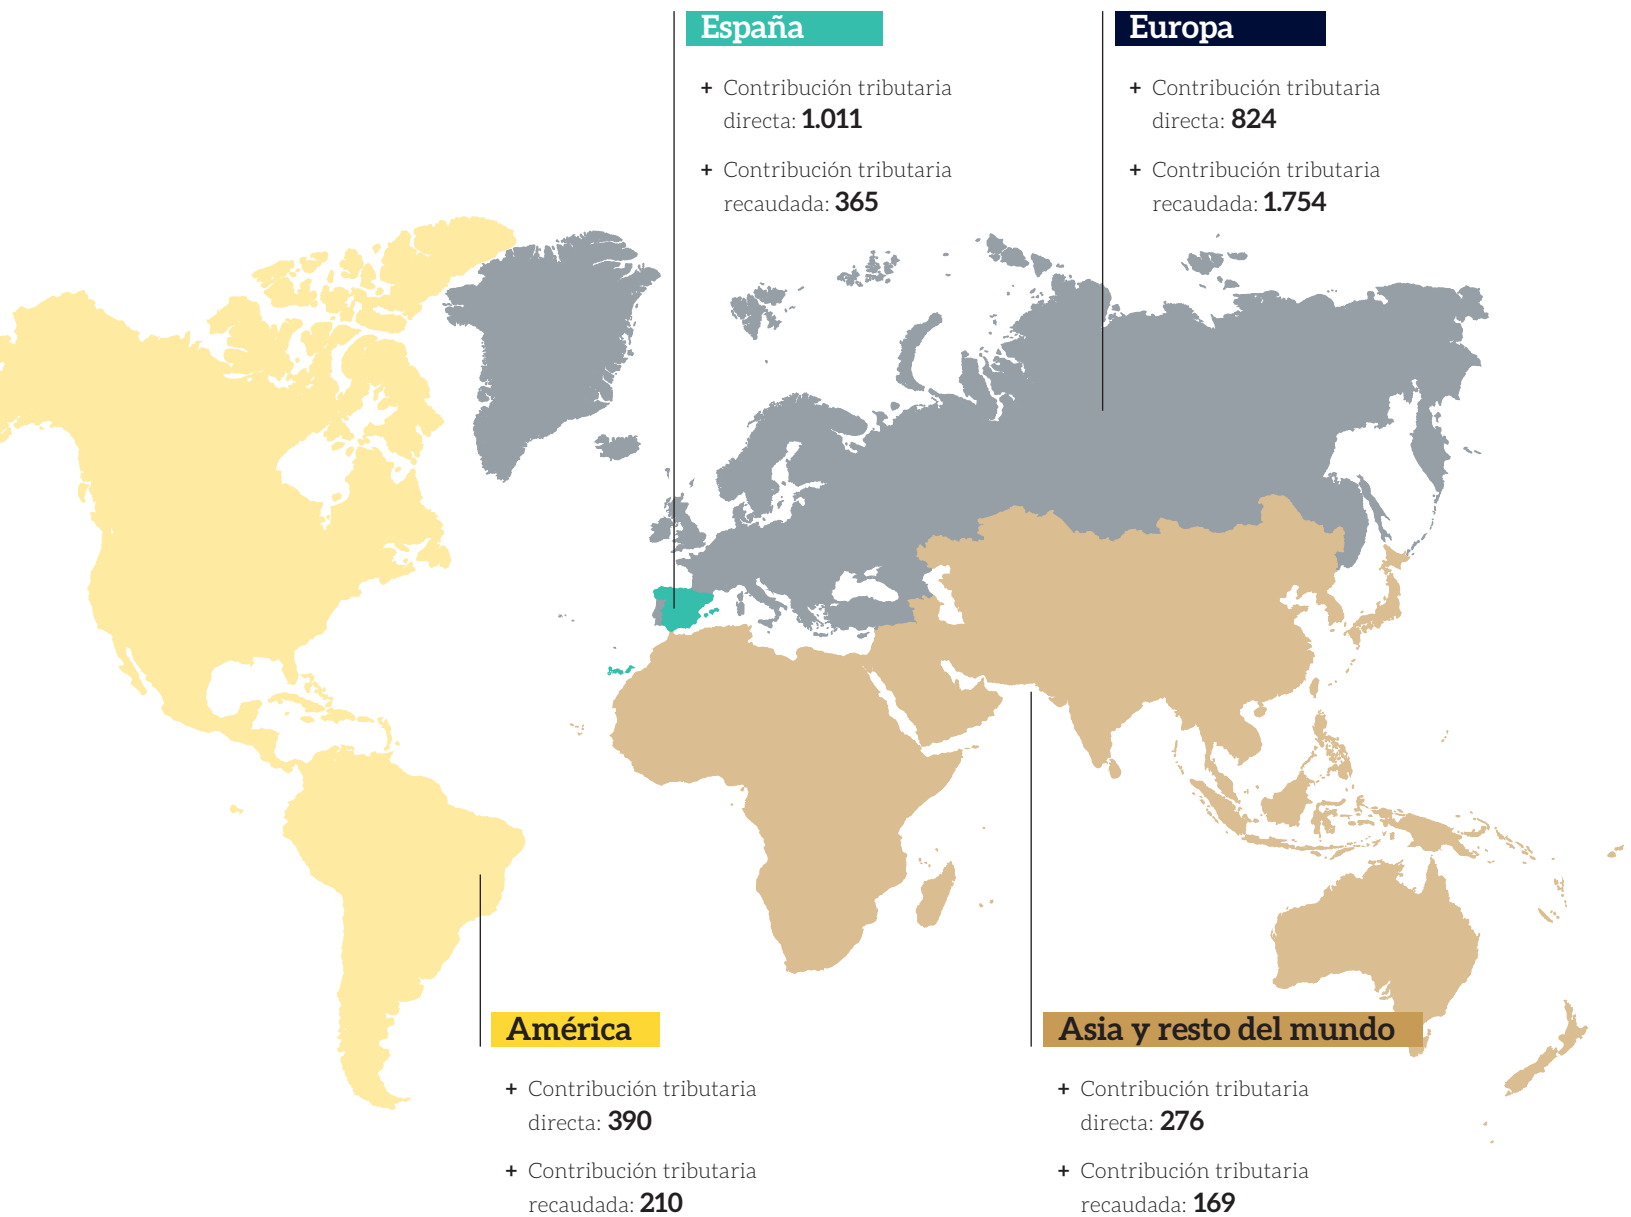 España
+ Contribución tributaria
directa: 1.011
+ Contribución tributaria
recaudada: 365
Europa
+ Contribución tributaria
directa: 824
+ Contribución tributaria
recaudada: 1.754
América
+ Contribución tributaria
directa: 390
+ Contribución tributaria
recaudada: 210
Asia y resto del mundo
+ Contribución tributaria
directa: 276
+ Contribución tributaria
recaudada: 169